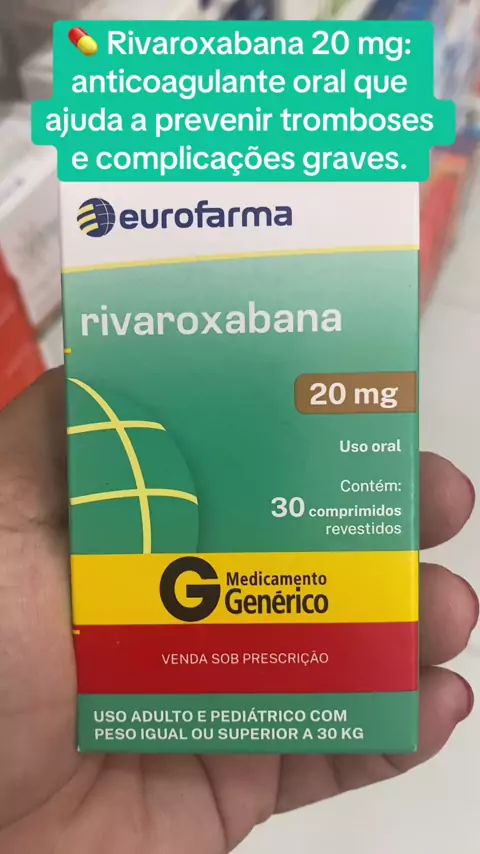 💊 Rivaroxabana 20 mg:
anticoagulante oral que
ajuda a prevenir tromboses
e complicações graves.
eurofarma
rivaroxabana
20 mg
Uso oral
Contém:
30 comprimidos
revestidos
G Medicamento
Genérico
VENDA SOB PRESCRIÇÃO
USO ADULTO E PEDIÁTRICO COM
PESO IGUAL OU SUPERIOR A 30 KG